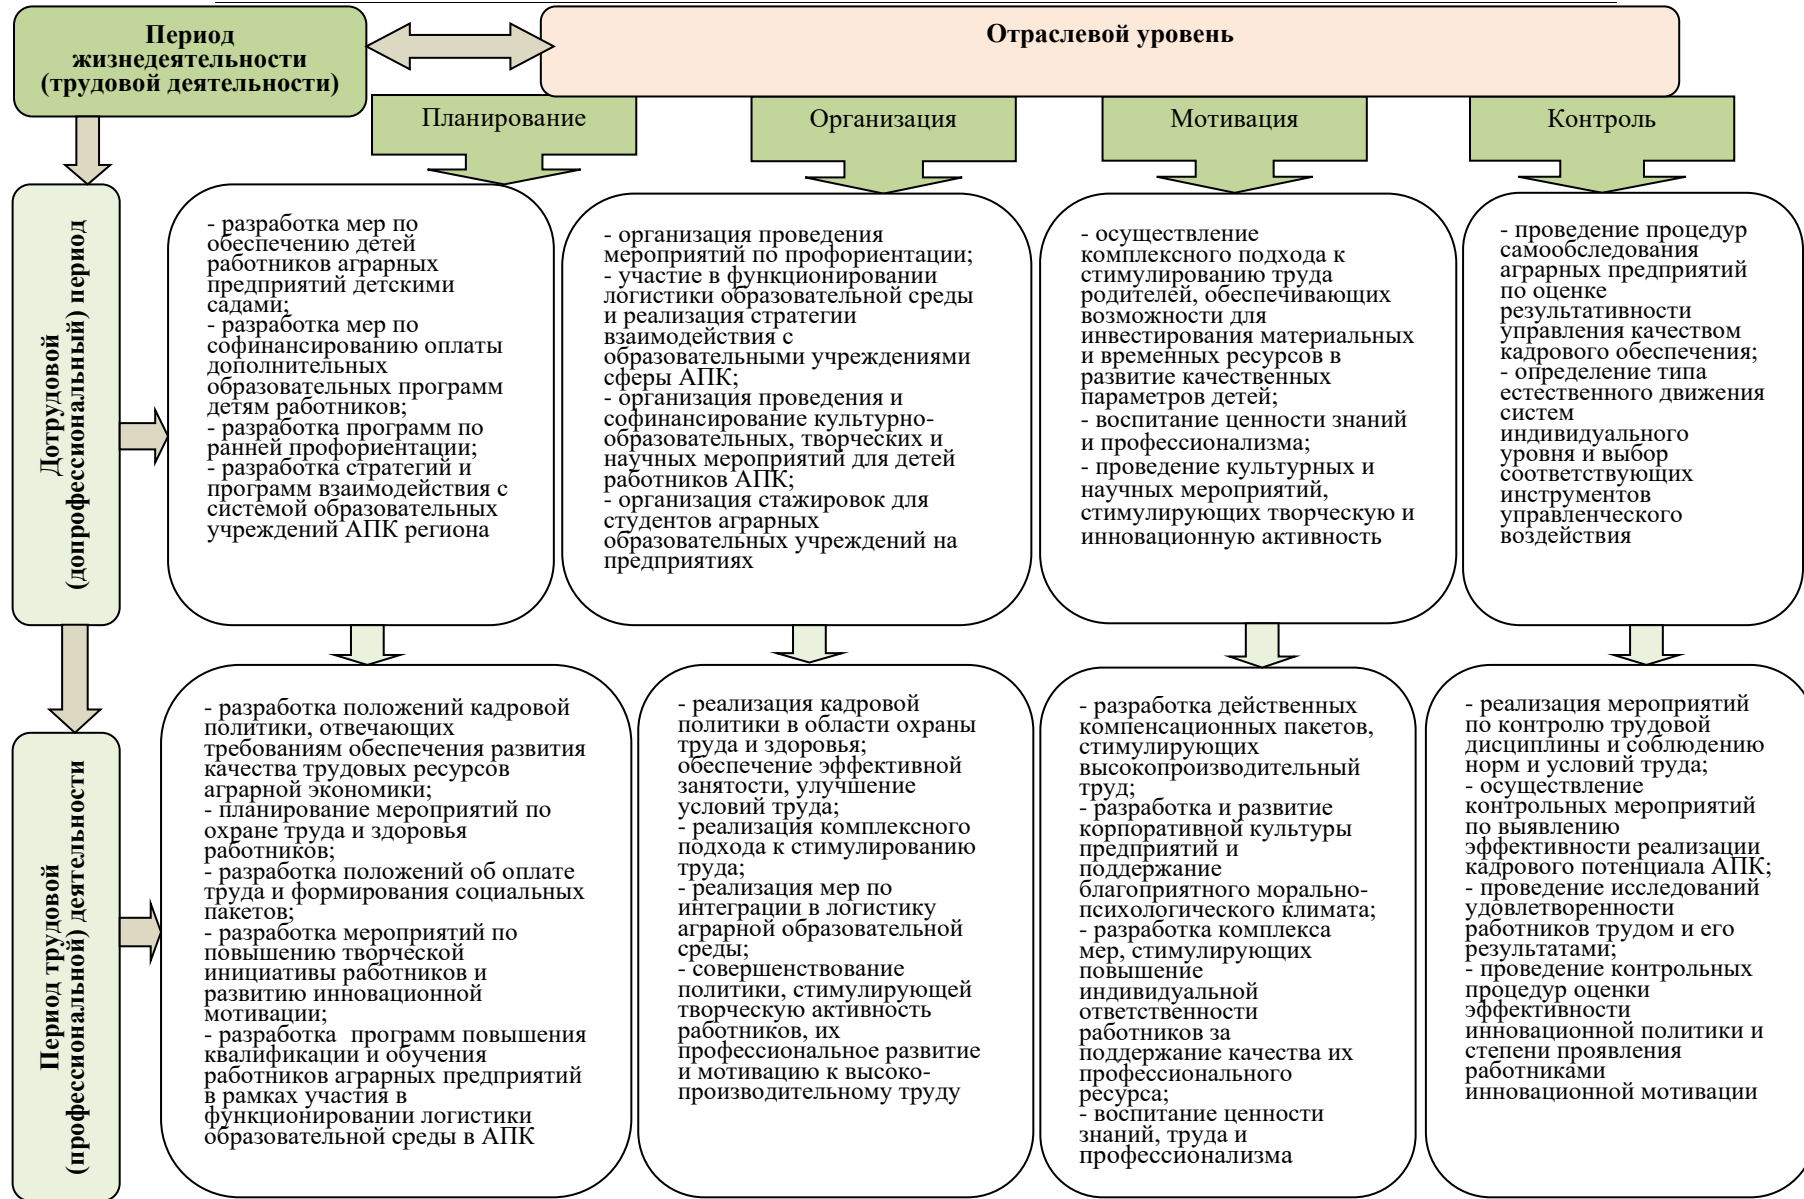 Период
жизнедеятельности
(трудовой деятельности)
Отраслевой уровень
Планирование
Организация
Мотивация
Контроль
Дотрудовой
(допрофессиональный) период
- разработка мер по
обеспечению детей
работников аграрных
предприятий детскими
садами;
- разработка мер по
софинансированию оплаты
дополнительных
образовательных программ
детям работников;
- разработка программ по
ранней профориентации;
- разработка стратегий и
программ взаимодействия с
системой образовательных
учреждений АПК региона
- организация проведения
мероприятий по профориентации;
- участие в функционировании
логистики образовательной среды
и реализация стратегии
взаимодействия с
образовательными учреждениями
сферы АПК;
- организация проведения и
софинансирование культурно-
образовательных, творческих и
научных мероприятий для детей
работников АПК;
- организация стажировок для
студентов аграрных
образовательных учреждений на
предприятиях
- осуществление
комплексного подхода к
стимулированию труда
родителей, обеспечивающих
возможности для
инвестирования материальных
и временных ресурсов в
развитие качественных
параметров детей;
- воспитание ценности знаний
и профессионализма;
- проведение культурных и
научных мероприятий,
стимулирующих творческую и
инновационную активность
- проведение процедур
самообследования
аграрных предприятий
по оценке
результативности
управления качеством
кадрового обеспечения;
- определение типа
естественного движения
систем
индивидуального
уровня и выбор
соответствующих
инструментов
управленческого
воздействия
Период трудовой
(профессиональной) деятельности
- разработка положений кадровой
политики, отвечающих
требованиям обеспечения развития
качества трудовых ресурсов
аграрной экономики;
- планирование мероприятий по
охране труда и здоровья
работников;
- разработка положений об оплате
труда и формирования социальных
пакетов;
- разработка мероприятий по
повышению творческой
инициативы работников и
развитию инновационной
мотивации;
- разработка  программ повышения
квалификации и обучения
работников аграрных предприятий
в рамках участия в
функционировании логистики
образовательной среды в АПК
- реализация кадровой
политики в области охраны
труда и здоровья;
обеспечение эффективной
занятости, улучшение
условий труда;
- реализация комплексного
подхода к стимулированию
труда;
- реализация мер по
интеграции в логистику
аграрной образовательной
среды;
- совершенствование
политики, стимулирующей
творческую активность
работников, их
профессиональное развитие
и мотивацию к высоко-
производительному труду
- разработка действенных
компенсационных пакетов,
стимулирующих
высокопроизводительный
труд;
- разработка и развитие
корпоративной культуры
предприятий и
поддержание
благоприятного морально-
психологического климата;
- разработка комплекса
мер, стимулирующих
повышение
индивидуальной
ответственности
работников за
поддержание качества их
профессионального
ресурса;
- воспитание ценности
знаний, труда и
профессионализма
- реализация мероприятий
по контролю трудовой
дисциплины и соблюдению
норм и условий труда;
- осуществление
контрольных мероприятий
по выявлению
эффективности реализации
кадрового потенциала АПК;
- проведение исследований
удовлетворенности
работников трудом и его
результатами;
- проведение контрольных
процедур оценки
эффективности
инновационной политики и
степени проявления
работниками
инновационной мотивации